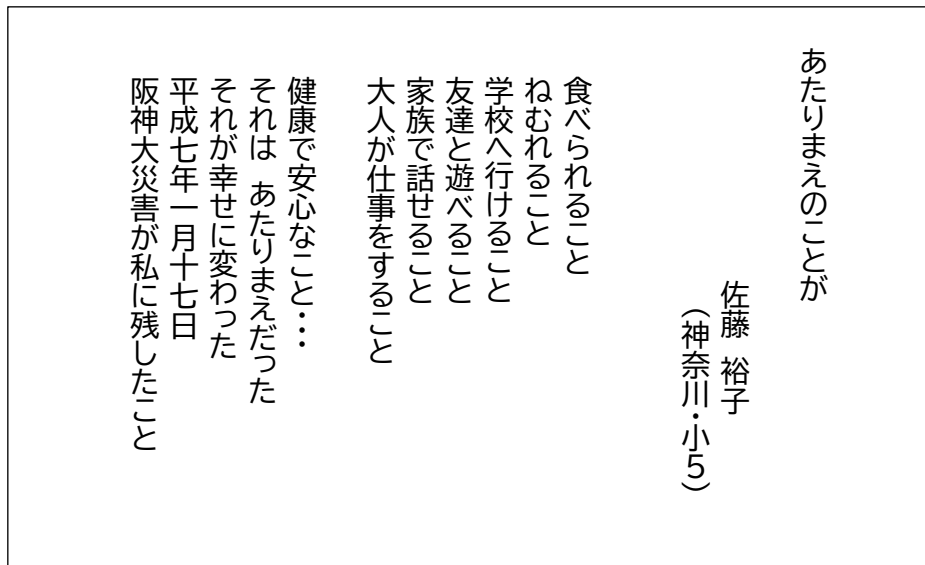 あたりまえのことが
佐藤 裕子
（神奈川・小５）
食べられること
ねむれること
学校へ行けること
友達と遊べること
家族で話せること
大人が仕事をすること
健康で安心なこと・・・
それは あたりまえだった
それが幸せに変わった
平成七年一月十七日
阪神大災害が私に残したこと